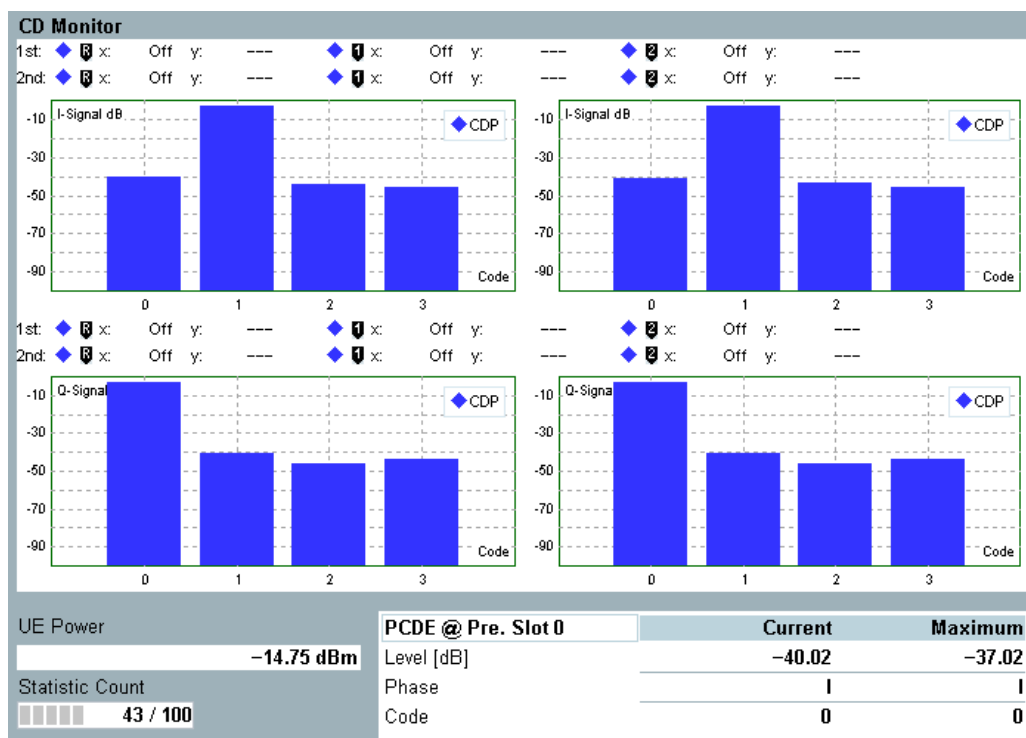 CD Monitor
1st: R x: Off y: --- 1 x: Off y: --- 2 x: Off y: ---
2nd: R x: Off y: --- 1 x: Off y: --- 2 x: Off y: ---
I-Signal dB CDP I-Signal dB CDP
-10 -10
-30 -30
-50 -50
-70 -70
-90 Code -90 Code
0 1 2 3 0 1 2 3
1st: R x: Off y: --- 1 x: Off y: --- 2 x: Off y: ---
2nd: R x: Off y: --- 1 x: Off y: --- 2 x: Off y: ---
Q-Signal CDP Q-Signa CDP
-10 -10
-30 -30
-50 -50
-70 -70
-90 Code -90 Code
0 1 2 3 0 1 2 3
UE Power
−14.75 dBm
Statistic Count
43 / 100
PCDE @ Pre. Slot 0 Current Maximum
Level [dB] −40.02 −37.02
Phase I I
Code 0 0